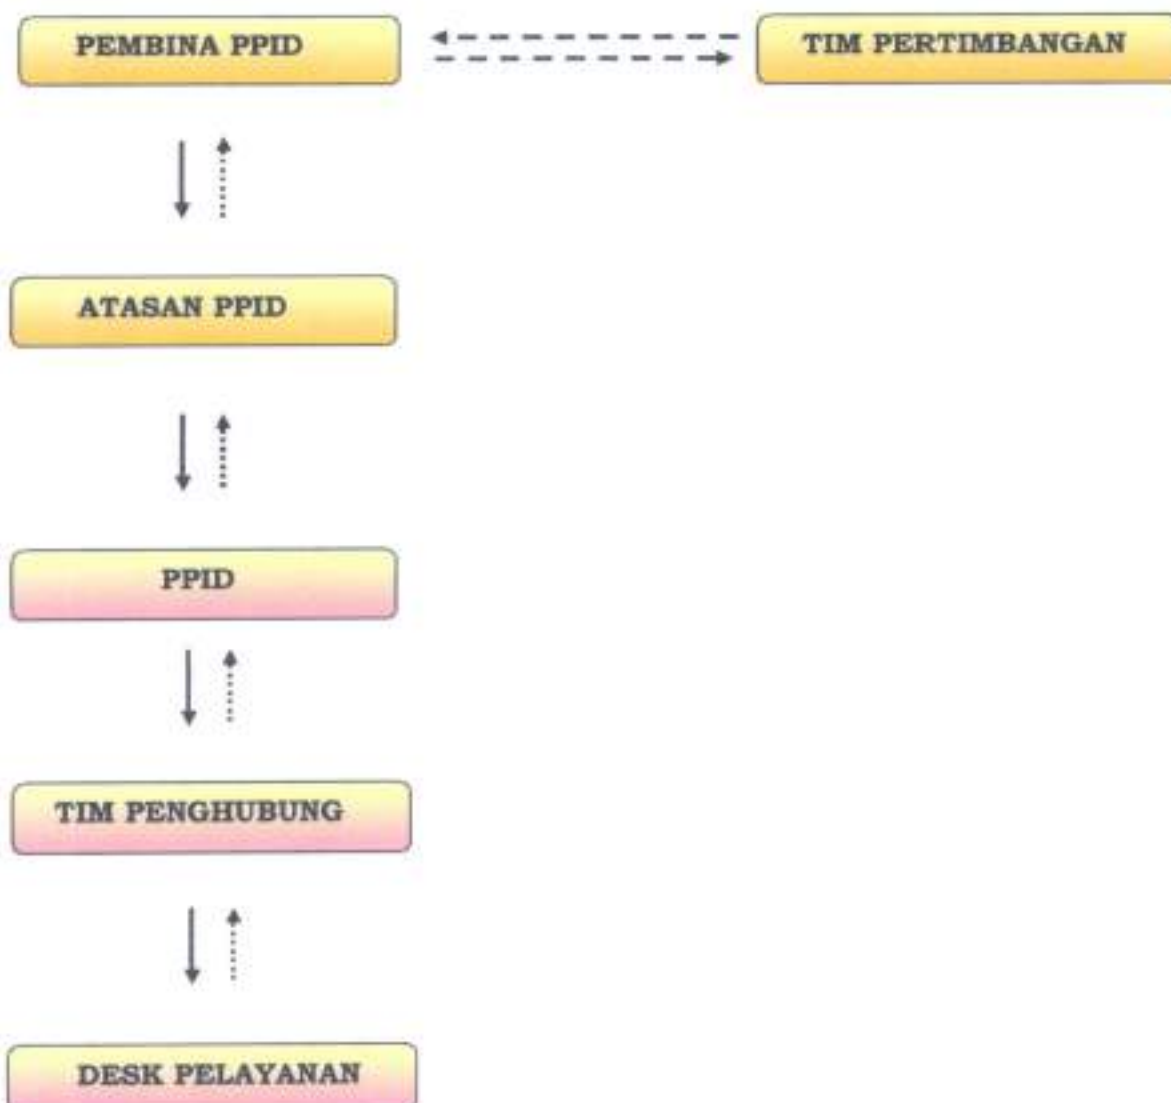 PEMBINA PPID
TIM PERTIMBANGAN
ATASAN PPID
PPID
TIM PENGHUBUNG
DESK PELAYANAN